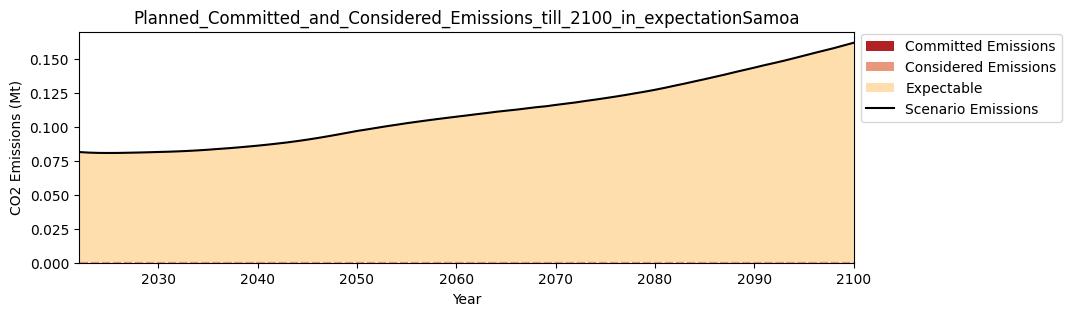 Planned_Committed_and_Considered_Emissions_till_2100_in_expectationSamoa
CO2 Emissions (Mt)
0.150
0.125
0.100
0.075
0.050
0.025
0.000
2030 2040 2050 2060 2070 2080 2090 2100
Year
Committed Emissions
Considered Emissions
Expectable
Scenario Emissions